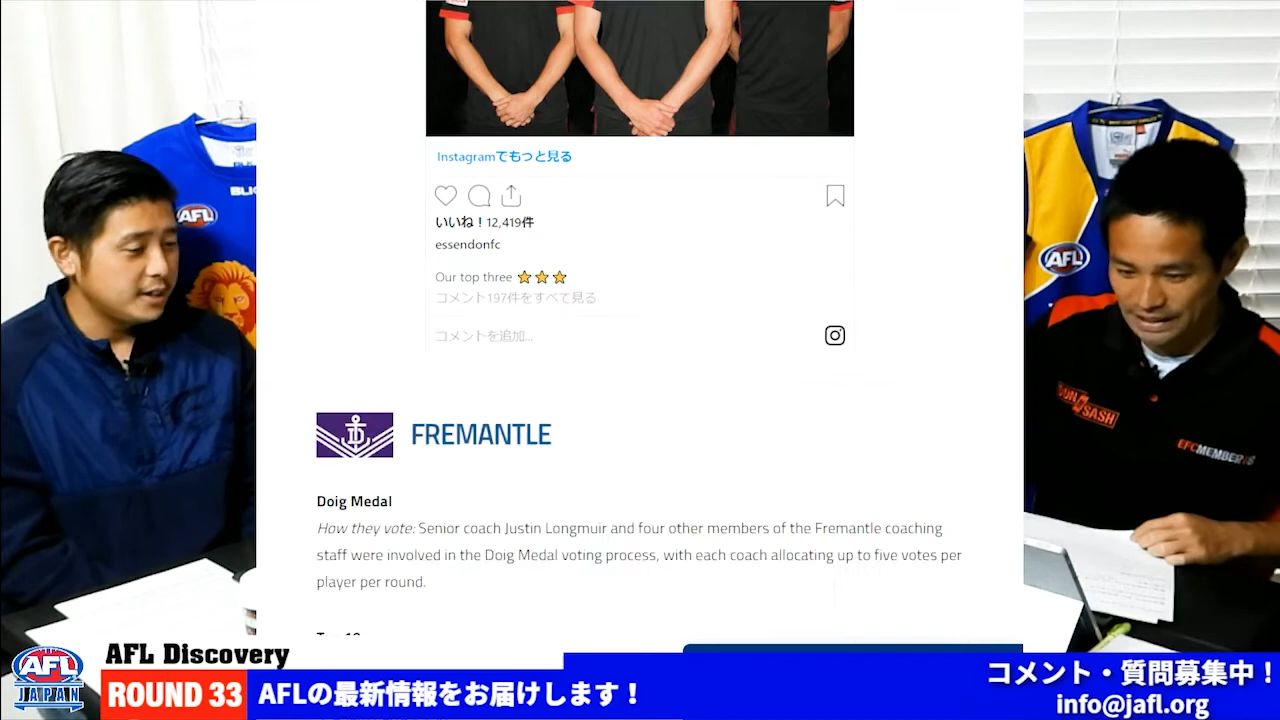 Instagramでもっと見る
いいね！12,419件
essendonfc
Our top three
コメント197件をすべて見る
コメントを追加...
AFL
AFL
DON SASH
EFCMEMBERS
FREMANTLE
Doig Medal
How they vote: Senior coach Justin Longmuir and four other members of the Fremantle coaching
staff were involved in the Doig Medal voting process, with each coach allocating up to five votes per
player per round.
AFL
JAPAN
AFL Discovery
ROUND 33
AFLの最新情報をお届けします！
コメント・質問募集中！
info@jafl.org